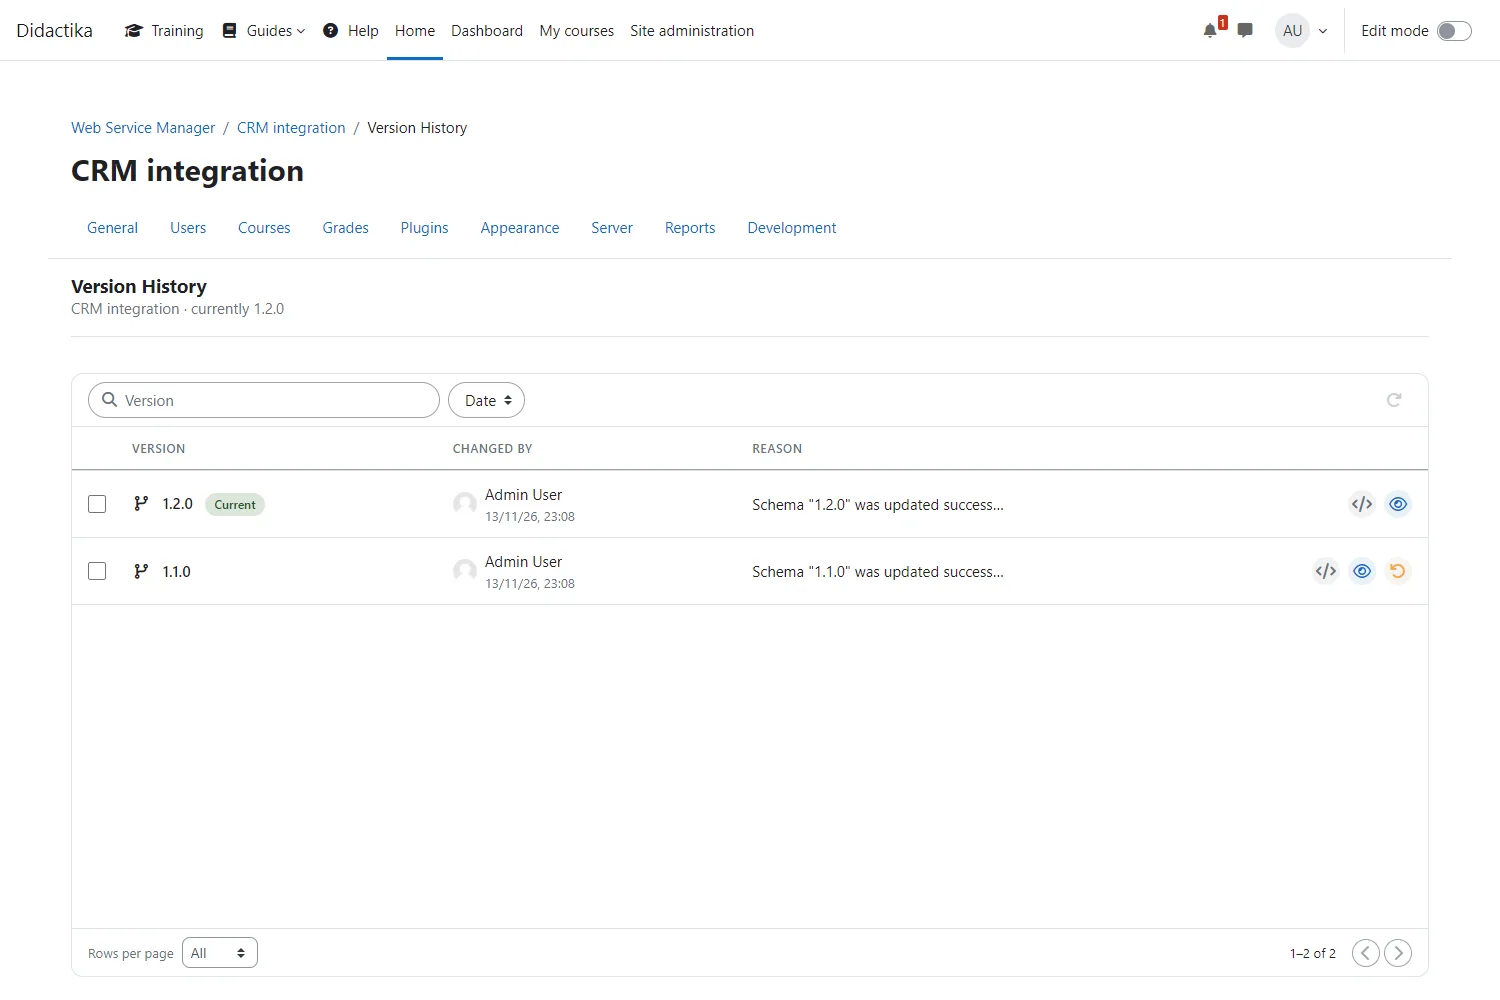 Didactika Training Guides Help Home Dashboard My courses Site administration 1 AU Edit mode
Web Service Manager / CRM integration / Version History
CRM integration
General Users Courses Grades Plugins Appearance Server Reports Development
Version History
CRM integration · currently 1.2.0
Version Date
VERSION CHANGED BY REASON
1.2.0 Current Admin User Schema "1.2.0" was updated success...
13/11/26, 23:08
1.1.0 Admin User Schema "1.1.0" was updated success...
13/11/26, 23:08
Rows per page All 1–2 of 2